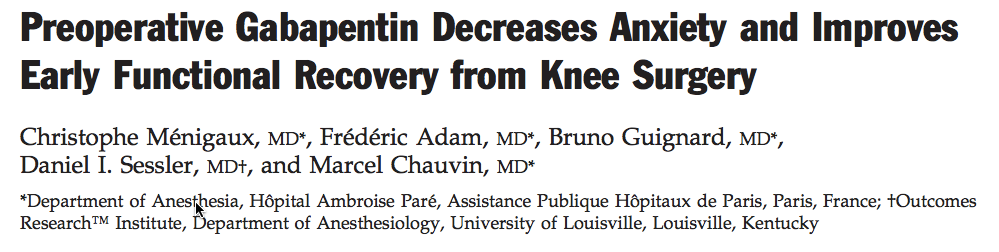 Preoperative Gabapentin Decreases Anxiety and Improves
Early Functional Recovery from Knee Surgery
Christophe Ménigaux, MD*, Frédéric Adam, MD*, Bruno Guignard, MD*,
Daniel I. Sessler, MD†, and Marcel Chauvin, MD*
*Department of Anesthesia, Hôpital Ambroise Paré, Assistance Publique Hôpitaux de Paris, Paris, France; †Outcomes
Research™ Institute, Department of Anesthesiology, University of Louisville, Louisville, Kentucky